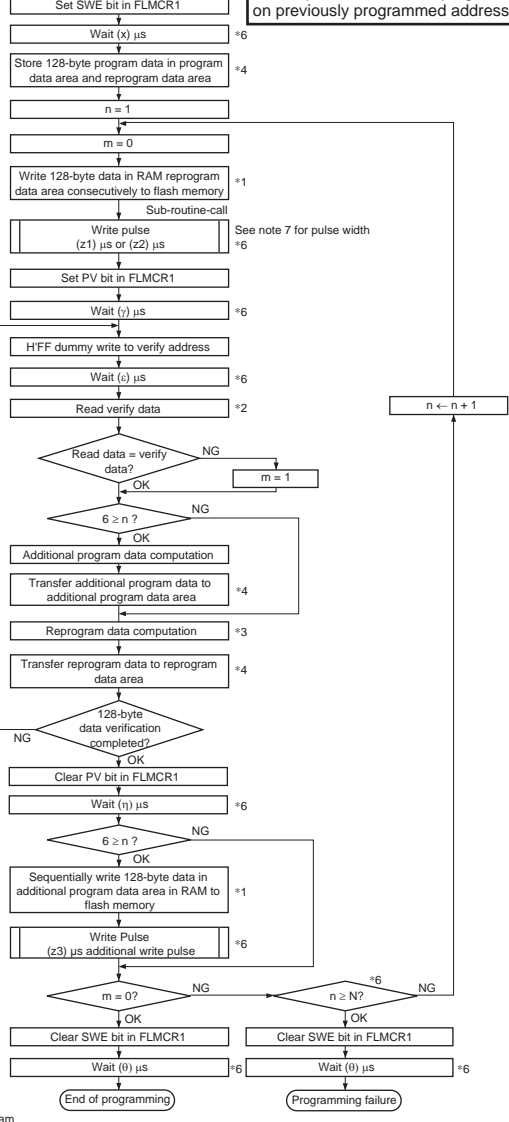 Set SWE bit in FLMCR1
on previously programmed address
Wait (x) µs
*6
Store 128-byte program data in program
data area and reprogram data area
*4
n = 1
m = 0
Write 128-byte data in RAM reprogram
data area consecutively to flash memory
*1
Sub-routine-call
Write pulse
(z1) µs or (z2) µs
See note 7 for pulse width
*6
Set PV bit in FLMCR1
Wait (γ) µs
*6
H'FF dummy write to verify address
Wait (ε) µs
*6
Read verify data
*2
n ← n + 1
Read data = verify
data?
NG
m = 1
OK
6 ≥ n ?
NG
OK
Additional program data computation
Transfer additional program data to
additional program data area
*4
Reprogram data computation
*3
Transfer reprogram data to reprogram
data area
*4
128-byte
data verification
completed?
NG
OK
Clear PV bit in FLMCR1
Wait (η) µs
*6
6 ≥ n ?
NG
OK
Sequentially write 128-byte data in
additional program data area in RAM to
flash memory
*1
Write Pulse
(z3) µs additional write pulse
*6
m = 0?
NG
*6
n ≥ N?
NG
OK
OK
Clear SWE bit in FLMCR1
Clear SWE bit in FLMCR1
Wait (θ) µs
*6
Wait (θ) µs
*6
End of programming
Programming failure